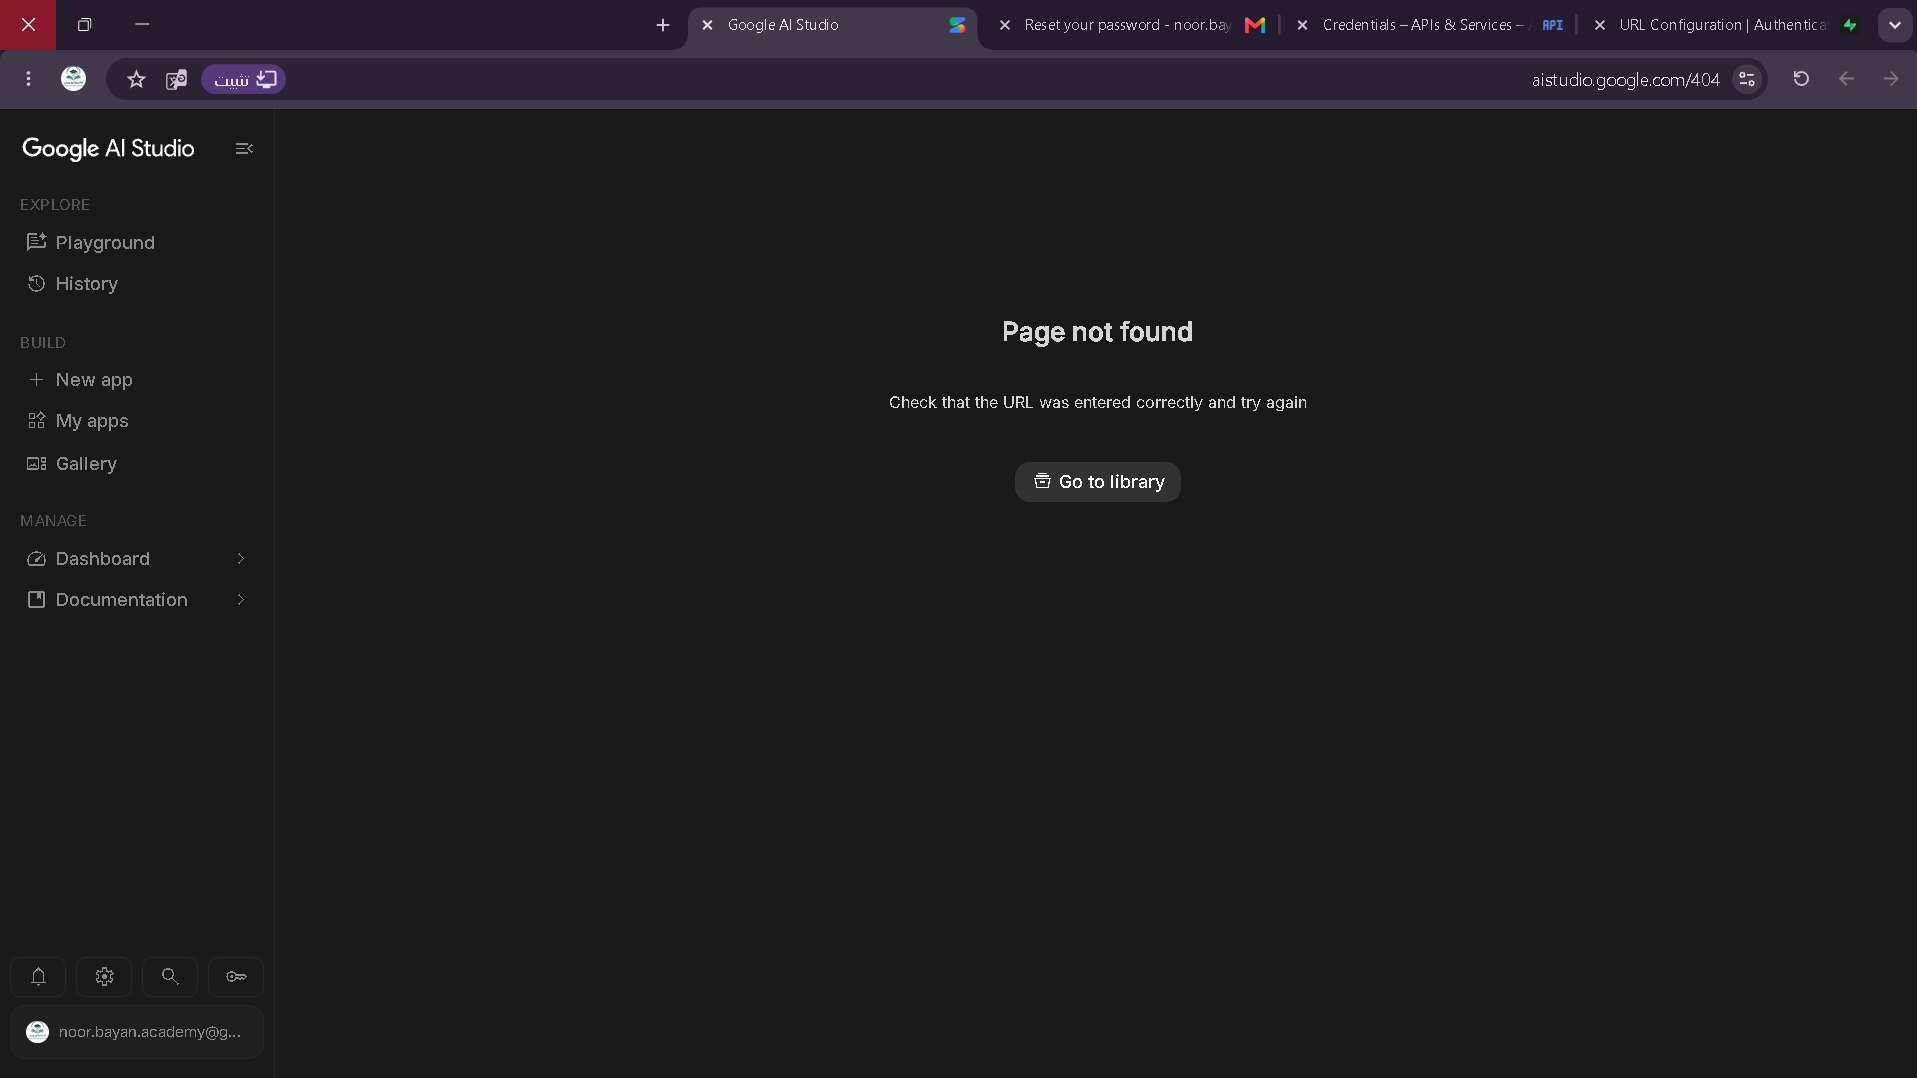 Google AI Studio
Reset your password - noor.bay
Credentials – APIs & Services –
API
URL Configuration | Authentica
تثبيت
aistudio.google.com/404
Google AI Studio
EXPLORE
Playground
History
BUILD
New app
My apps
Gallery
MANAGE
Dashboard
Documentation
Page not found
Check that the URL was entered correctly and try again
Go to library
noor.bayan.academy@g...